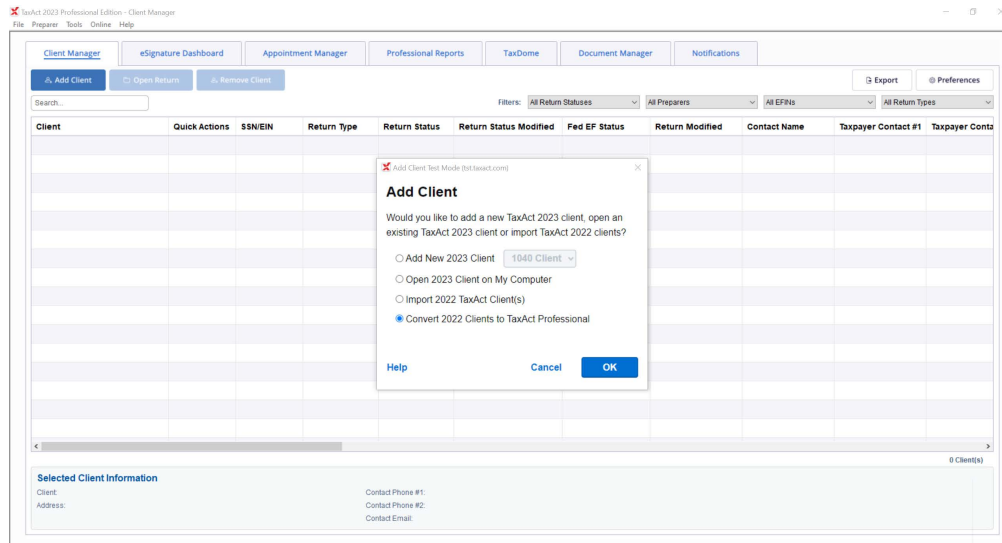 TaxAct 2023 Professional Edition - Client Manager
File Preparer Tools Online Help
Client Manager eSignature Dashboard Appointment Manager Professional Reports TaxDome Document Manager Notifications
Add Client Open Return Remove Client Export Preferences
Search... Filters: All Return Statuses All Preparers All EFINs All Return Types
Client Quick Actions SSN/EIN Return Type Return Status Return Status Modified Fed EF Status Return Modified Contact Name Taxpayer Contact #1 Taxpayer Conta
Add Client Test Mode (tst.taxact.com)
Add Client
Would you like to add a new TaxAct 2023 client, open an
existing TaxAct 2023 client or import TaxAct 2022 clients?
Add New 2023 Client 1040 Client
Open 2023 Client on My Computer
Import 2022 TaxAct Client(s)
Convert 2022 Clients to TaxAct Professional
Help Cancel OK
0 Client(s)
Selected Client Information
Client: Contact Phone #1:
Address: Contact Phone #2:
Contact Email: